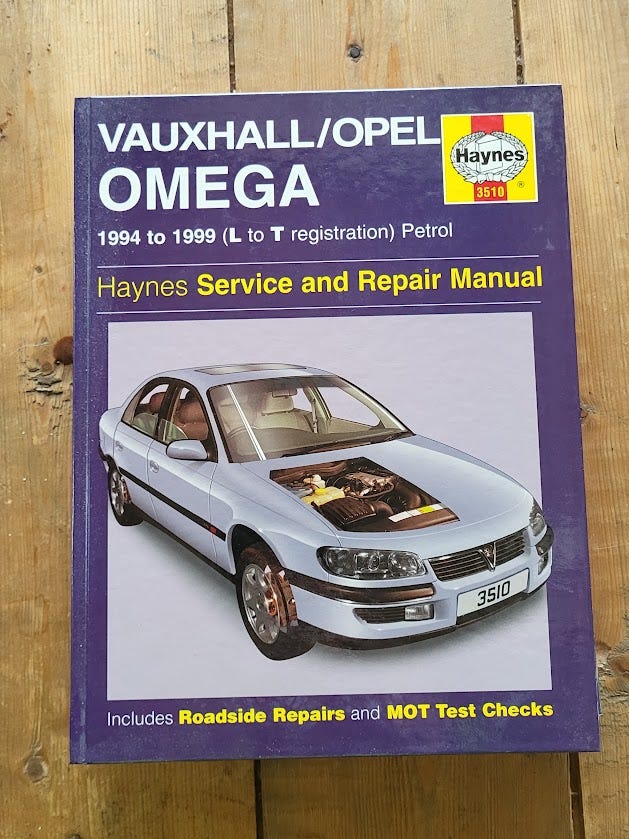 VAUXHALL/OPEL
OMEGA
Haynes
3510
®
1994 to 1999 (L to T registration) Petrol
Haynes Service and Repair Manual
3510
Includes Roadside Repairs and MOT Test Checks